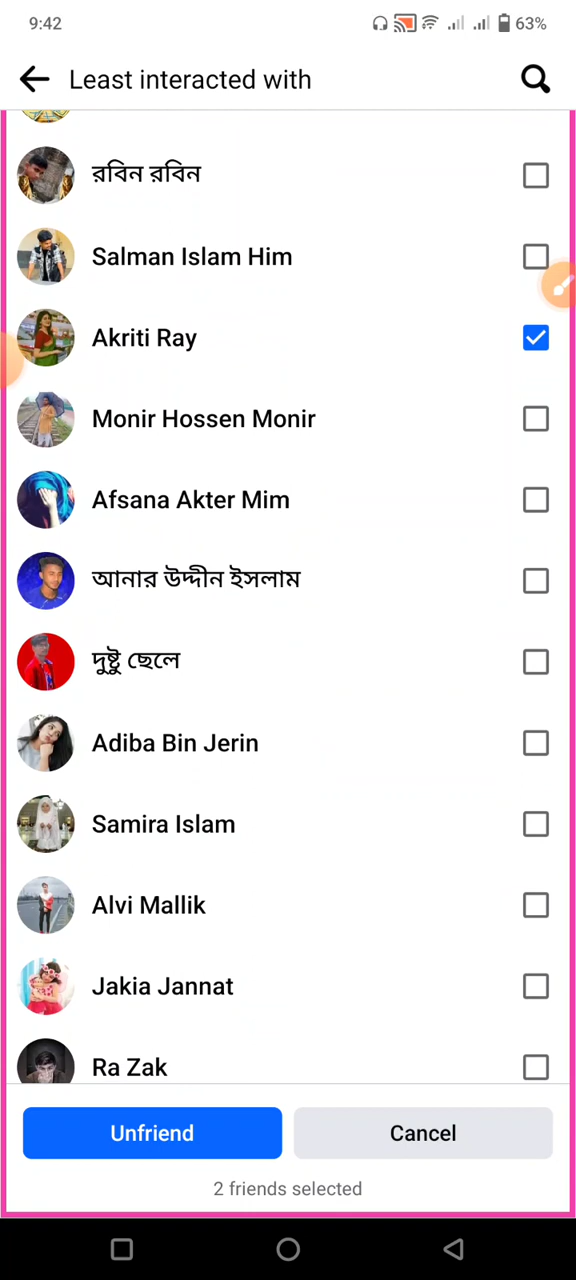 9:42
63%
Least interacted with
রবিন রবিন
Salman Islam Him
Akriti Ray
Monir Hossen Monir
Afsana Akter Mim
আনার উদ্দীন ইসলাম
দুষ্টু ছেলে
Adiba Bin Jerin
Samira Islam
Alvi Mallik
Jakia Jannat
Ra Zak
Unfriend
Cancel
2 friends selected